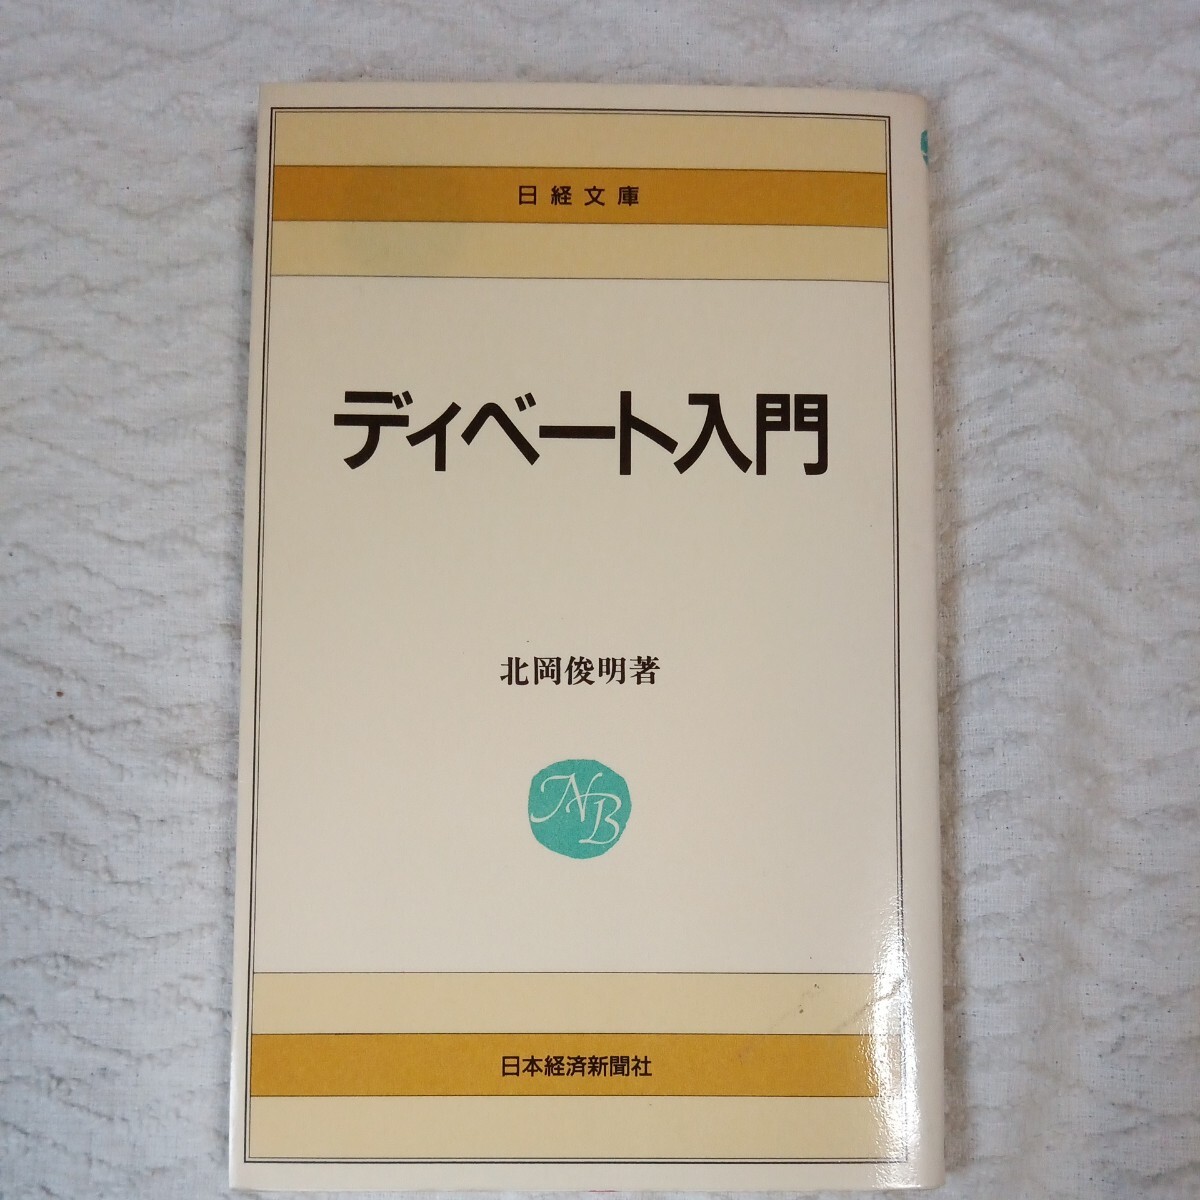 日経文庫
ディベート入門
北岡俊明著
NB
日本経済新聞社